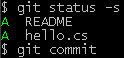 $ git status -s
A  README
A  hello.cs
$ git commit